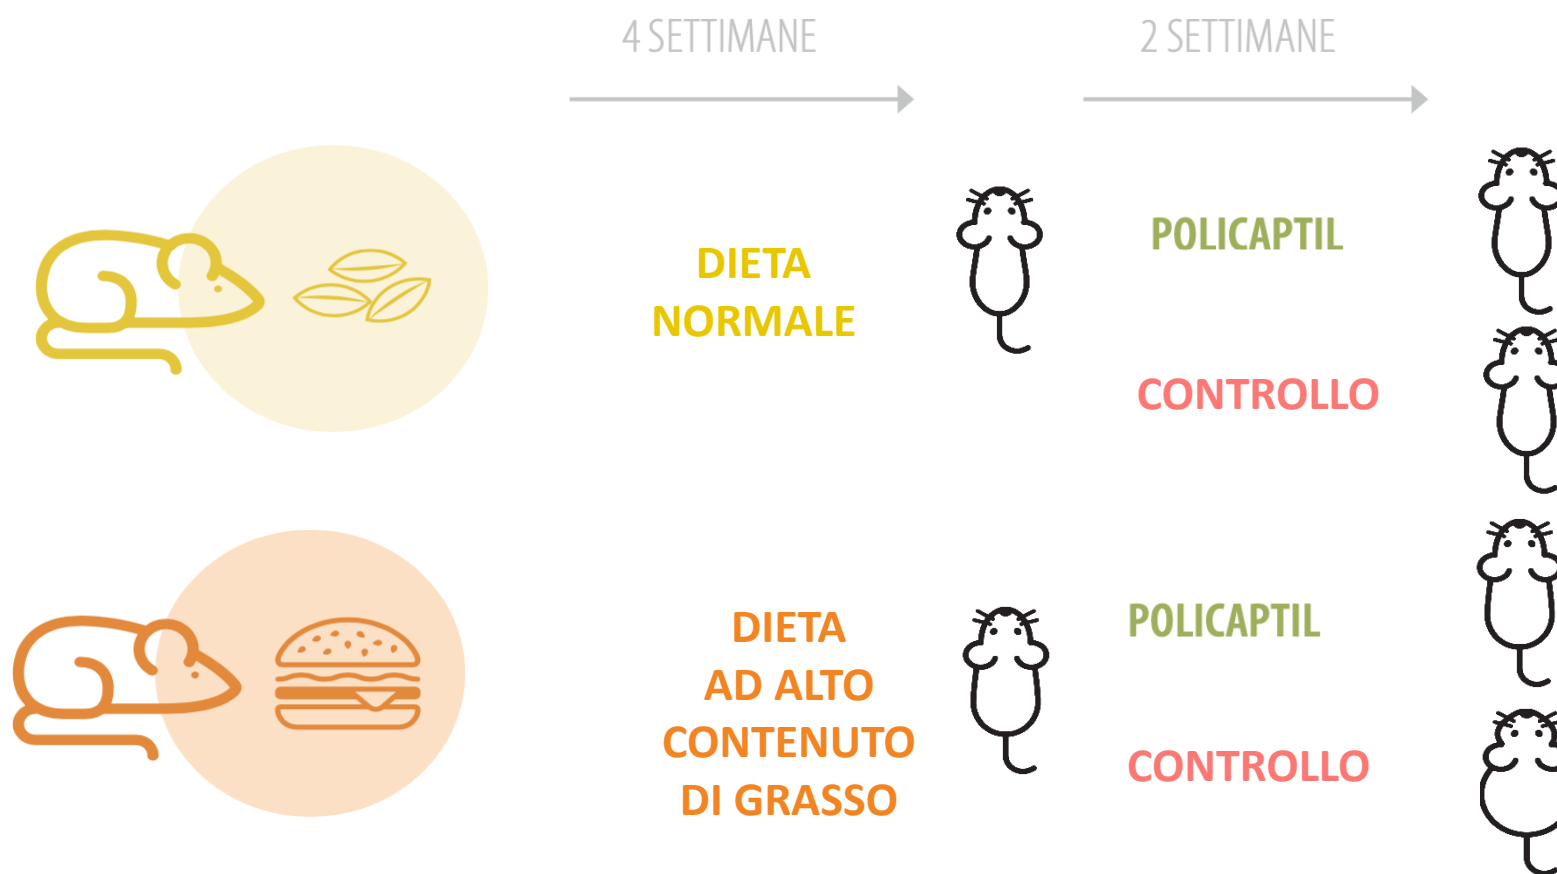 4 SETTIMANE
2 SETTIMANE
DIETA
NORMALE
POLICAPTIL
CONTROLLO
DIETA
AD ALTO
CONTENUTO
DI GRASSO
POLICAPTIL
CONTROLLO